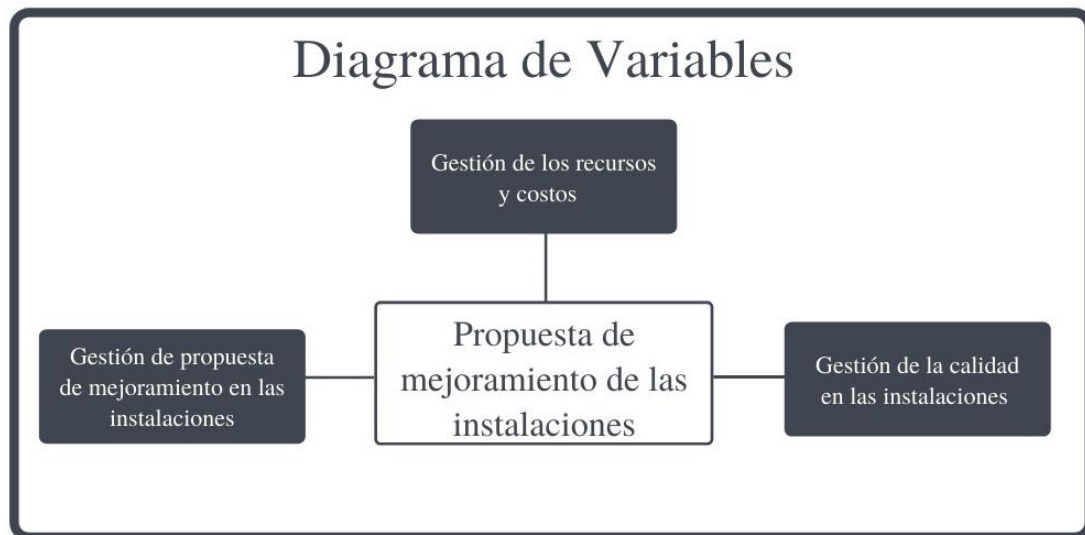 Diagrama de Variables
Gestión de los recursos
y costos
Gestión de propuesta
de mejoramiento en las
instalaciones
Propuesta de
mejoramiento de las
instalaciones
Gestión de la calidad
en las instalaciones